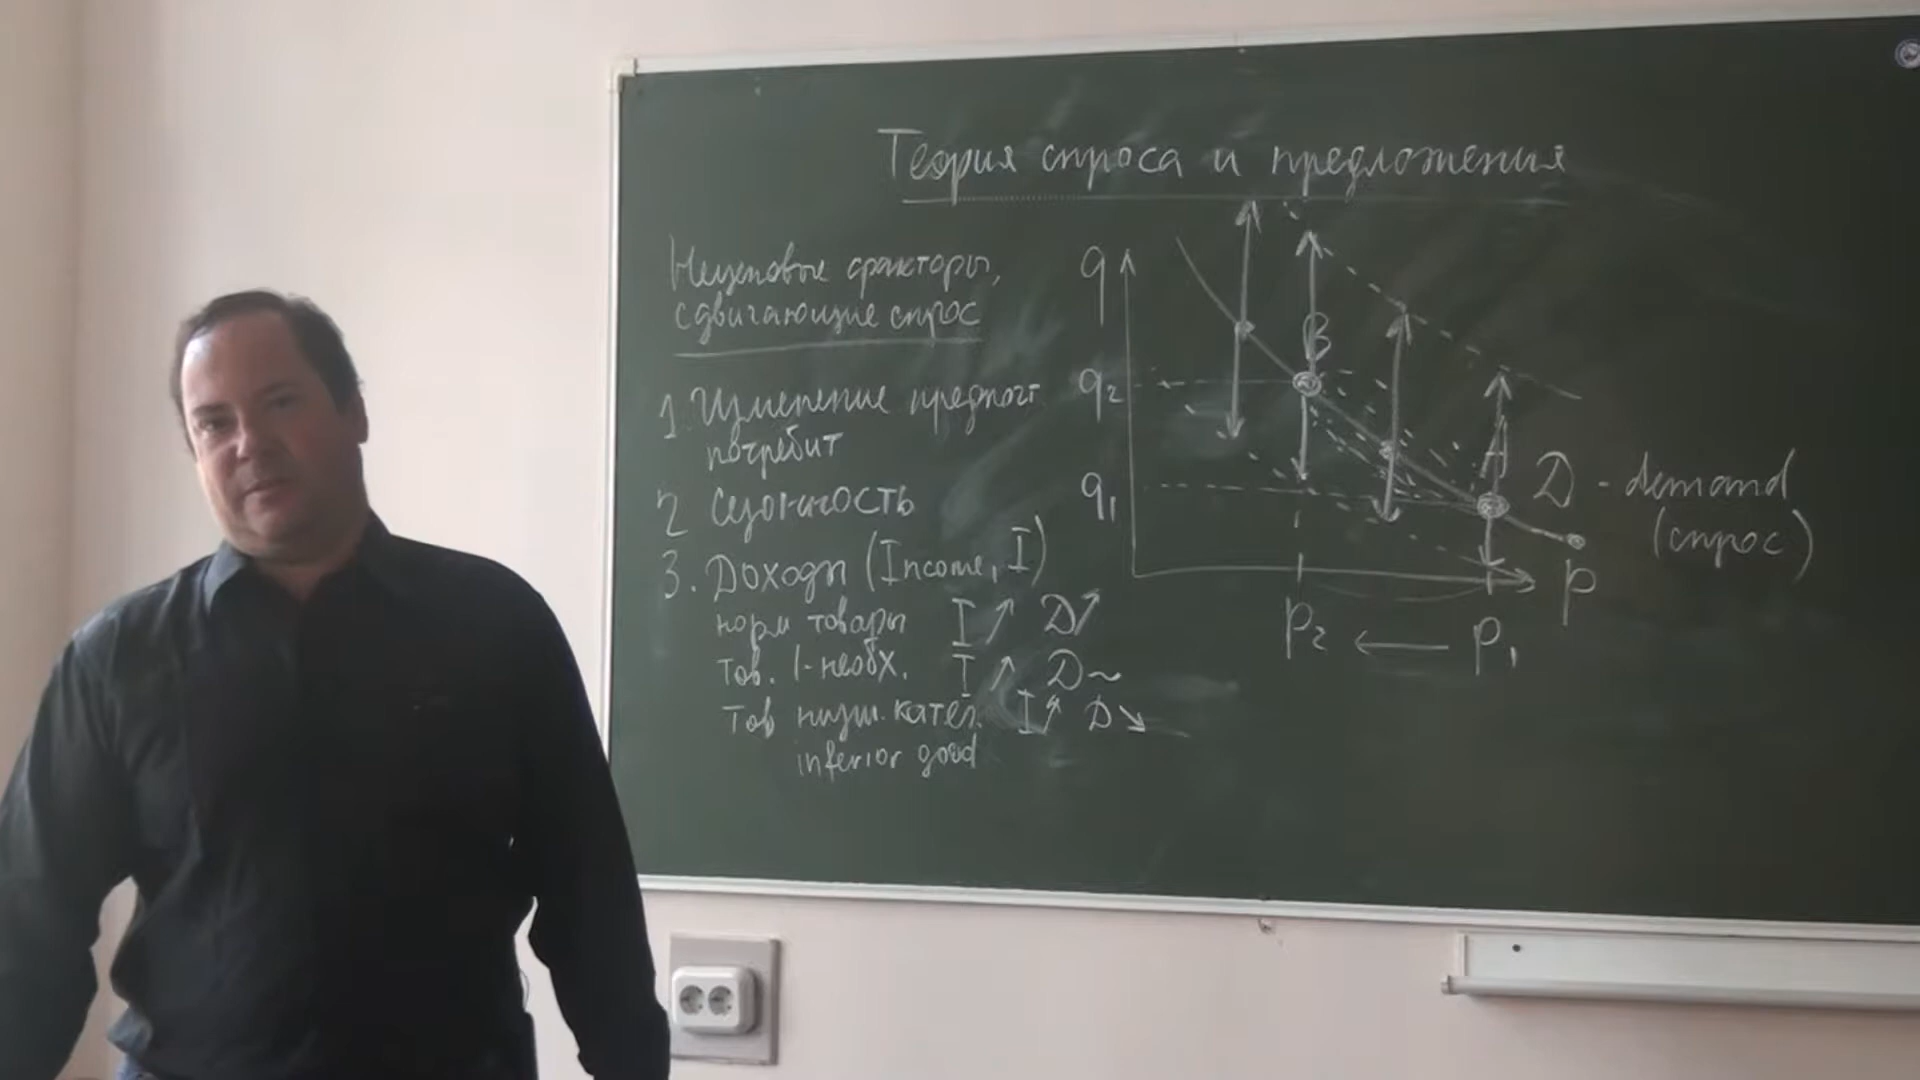 Теория спроса и предложения
Неценовые факторы,
сдвигающие спрос
1. Изменение предпочт
потребит
2 Сезонность
3. Доходы (Income, I)
норм товары I ↗ D↗
тов. I-необх. I ↗ D~
Тов низш. катег. I↗ D↘
inferior good
q
B
q2
A
q1
D - demand
(спрос)
P
P2 ← P1